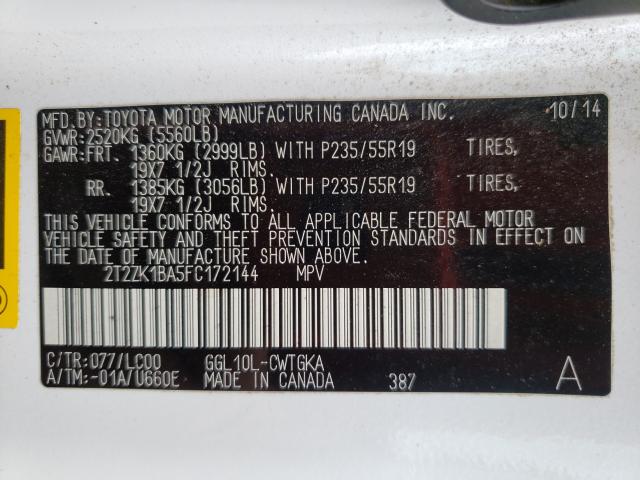 MFD.BY:TOYOTA MOTOR MANUFACTURING CANADA INC. 10/14
GVWR:2520KG (5560LB)
GAWR:FRT. 1360KG (2999LB) WITH P235/55R19 TIRES,
19X7 1/2J RIMS.
RR. 1385KG (3056LB) WITH P235/55R19 TIRES,
19X7 1/2J RIMS.
THIS VEHICLE CONFORMS TO ALL APPLICABLE FEDERAL MOTOR
VEHICLE SAFETY AND THEFT PREVENTION STANDARDS IN EFFECT ON
THE DATE OF MANUFACTURE SHOWN ABOVE.
2T2ZK1BA5FC172144 MPV
C/TR:077/LC00 GGL10L-CWTGKA
A/TM:-01A/U660E MADE IN CANADA 387 A